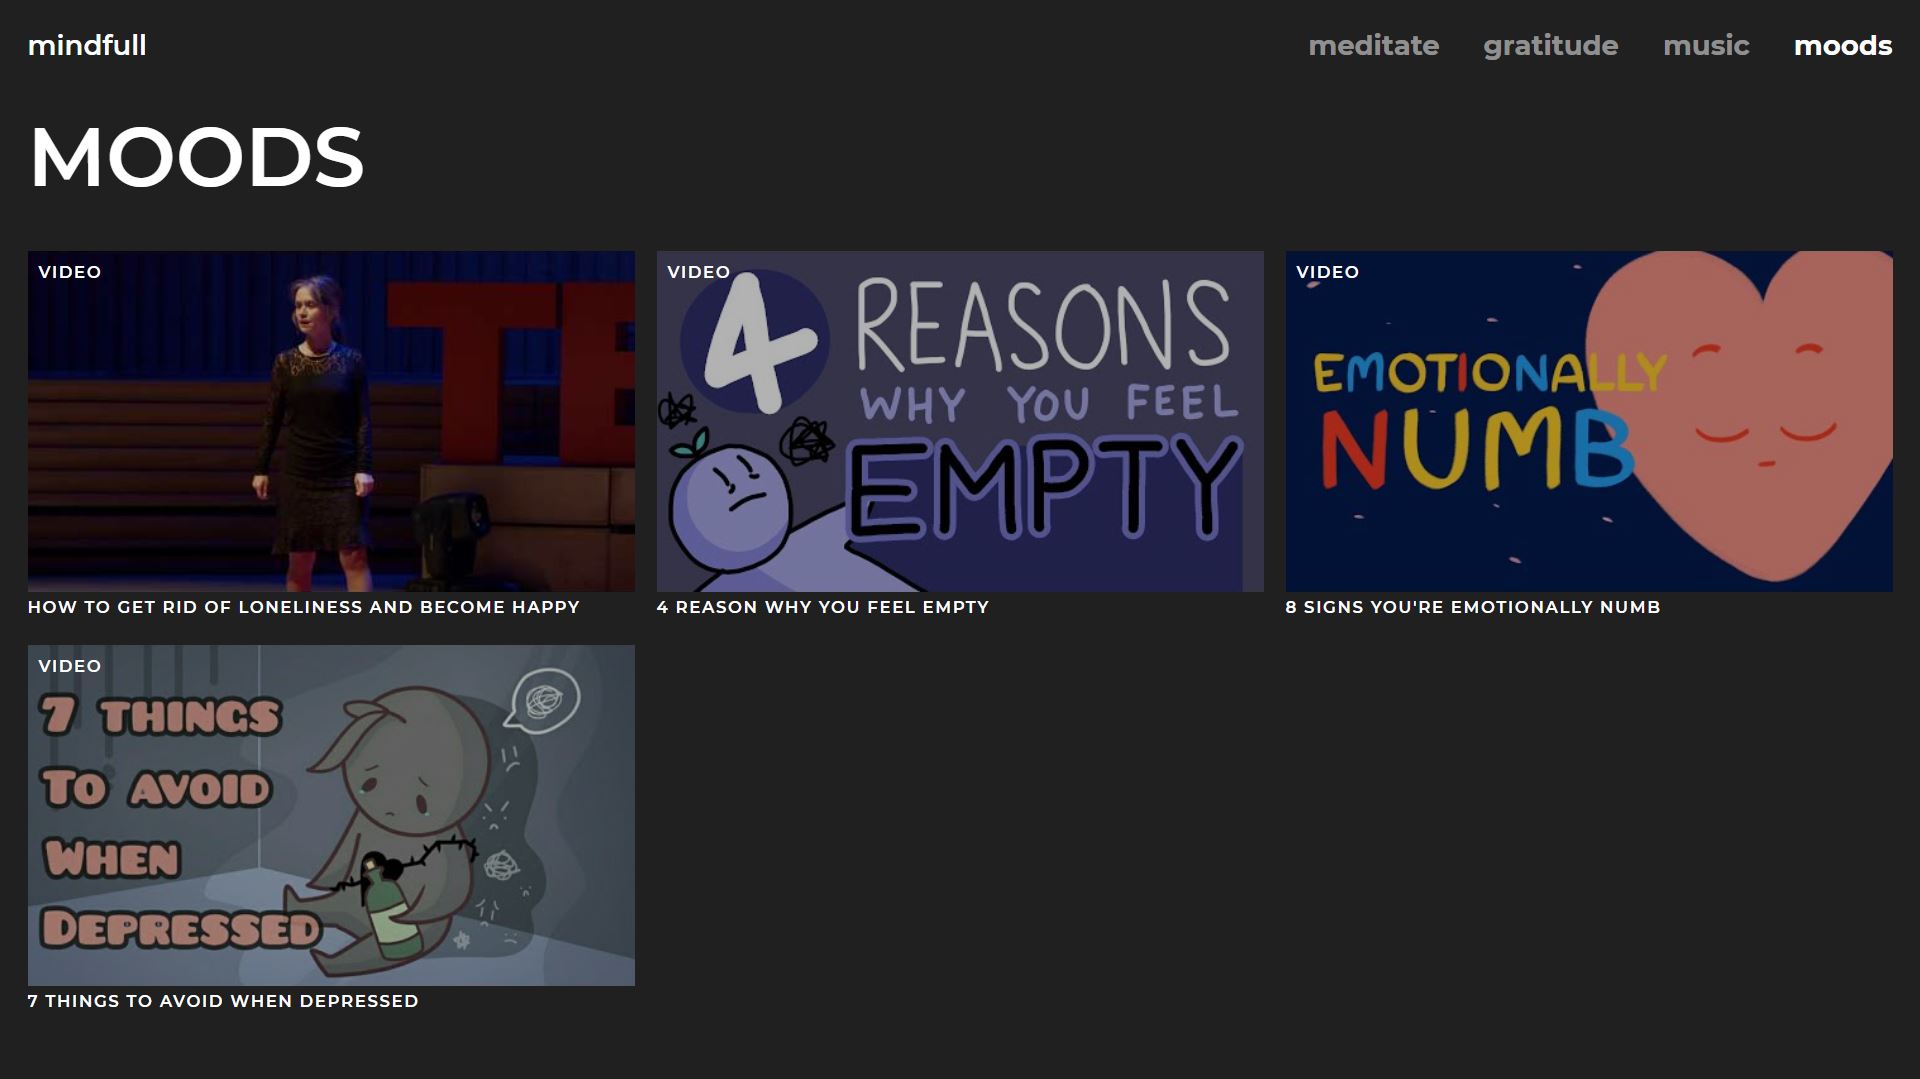 mindfull
meditate gratitude music moods
MOODS
VIDEO
TE
HOW TO GET RID OF LONELINESS AND BECOME HAPPY
VIDEO
4 REASONS
WHY YOU FEEL
EMPTY
4 REASON WHY YOU FEEL EMPTY
VIDEO
EMOTIONALLY
NUMB
8 SIGNS YOU'RE EMOTIONALLY NUMB
VIDEO
7 THINGS
TO AVOID
WHEN
DEPRESSED
7 THINGS TO AVOID WHEN DEPRESSED